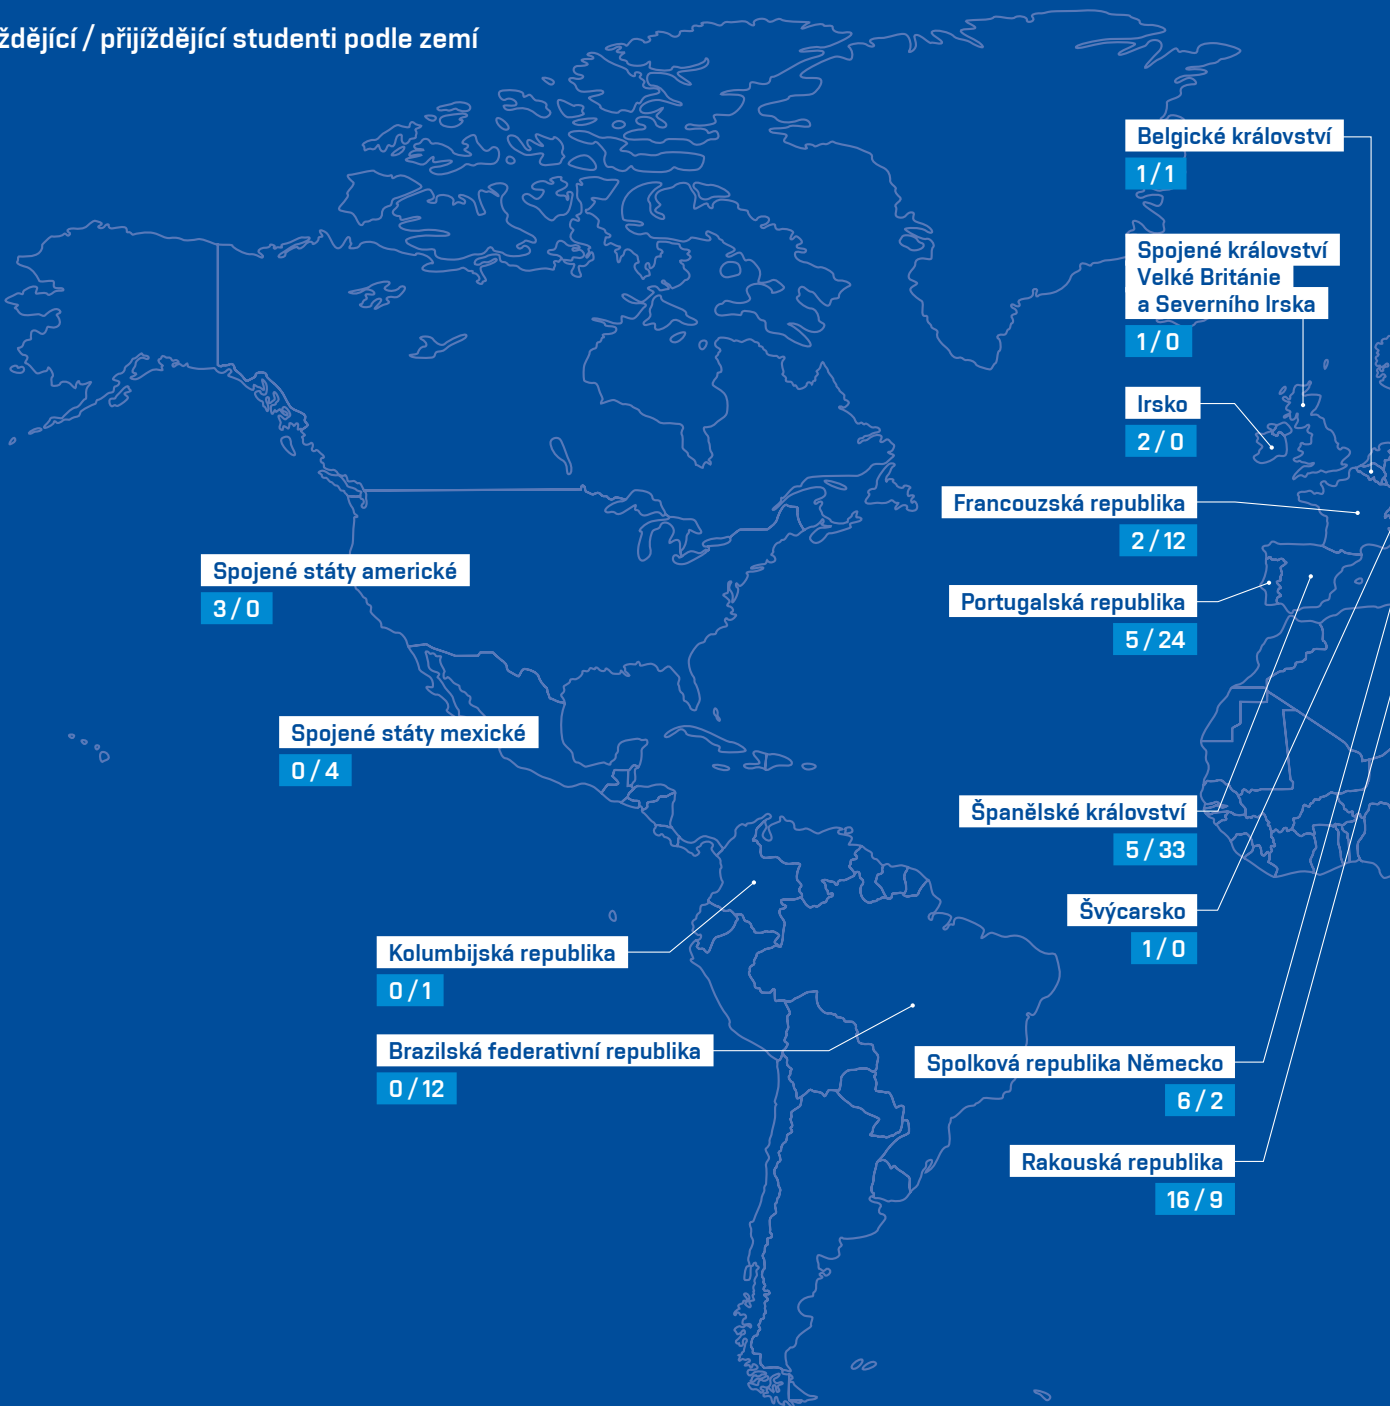 ždějící / přijíždějící studenti podle zemí
Belgické království
1 / 1
Spojené království
Velké Británie
a Severního Irska
1 / 0
Irsko
2 / 0
Francouzská republika
2 / 12
Spojené státy americké
3 / 0
Portugalská republika
5 / 24
Spojené státy mexické
0 / 4
Španělské království
5 / 33
Švýcarsko
1 / 0
Kolumbijská republika
0 / 1
Brazilská federativní republika
0 / 12
Spolková republika Německo
6 / 2
Rakouská republika
16 / 9